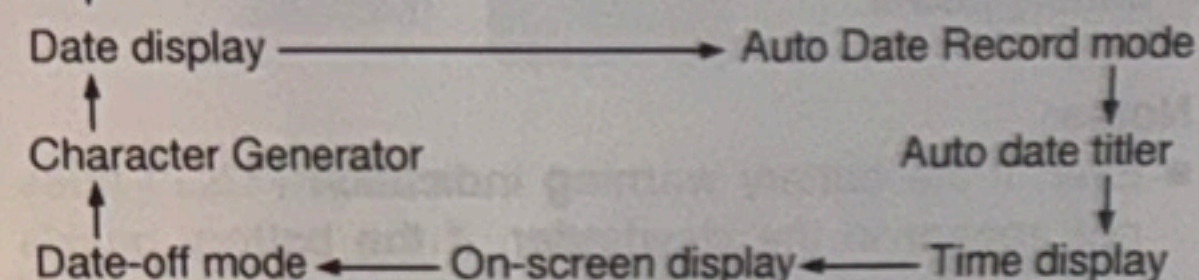 Date display Auto Date Record mode
Character Generator Auto date titler
Date-off mode On-screen display Time display